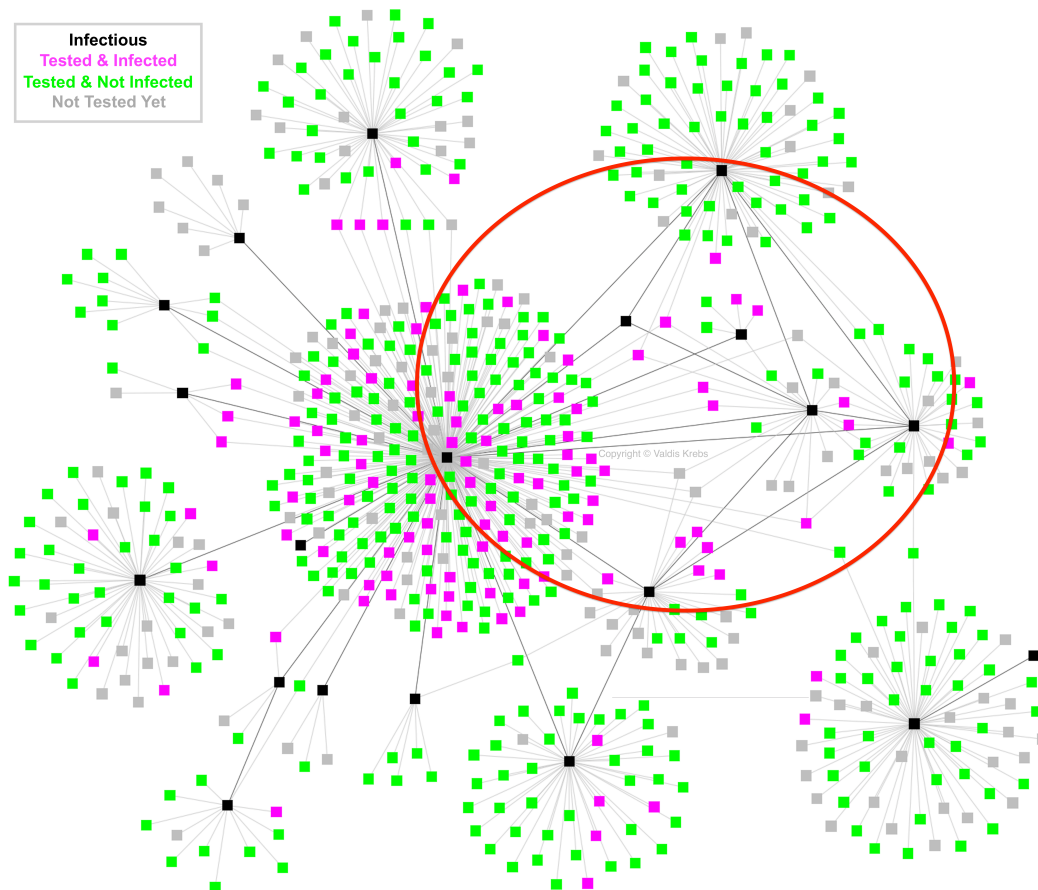 Infectious
Tested & Infected
Tested & Not Infected
Not Tested Yet
Copyright © Valdis Krebs